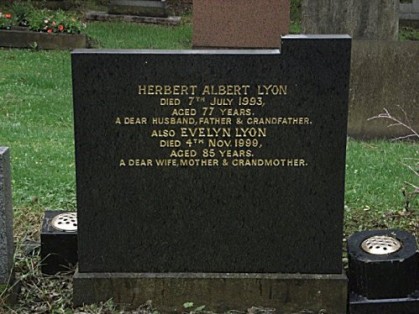 HERBERT ALBERT LYON
DIED 7TH JULY 1993,
AGED 77 YEARS.
A DEAR HUSBAND, FATHER & GRANDFATHER.
ALSO EVELYN LYON
DIED 4TH NOV. 1999,
AGED 85 YEARS.
A DEAR WIFE, MOTHER & GRANDMOTHER.